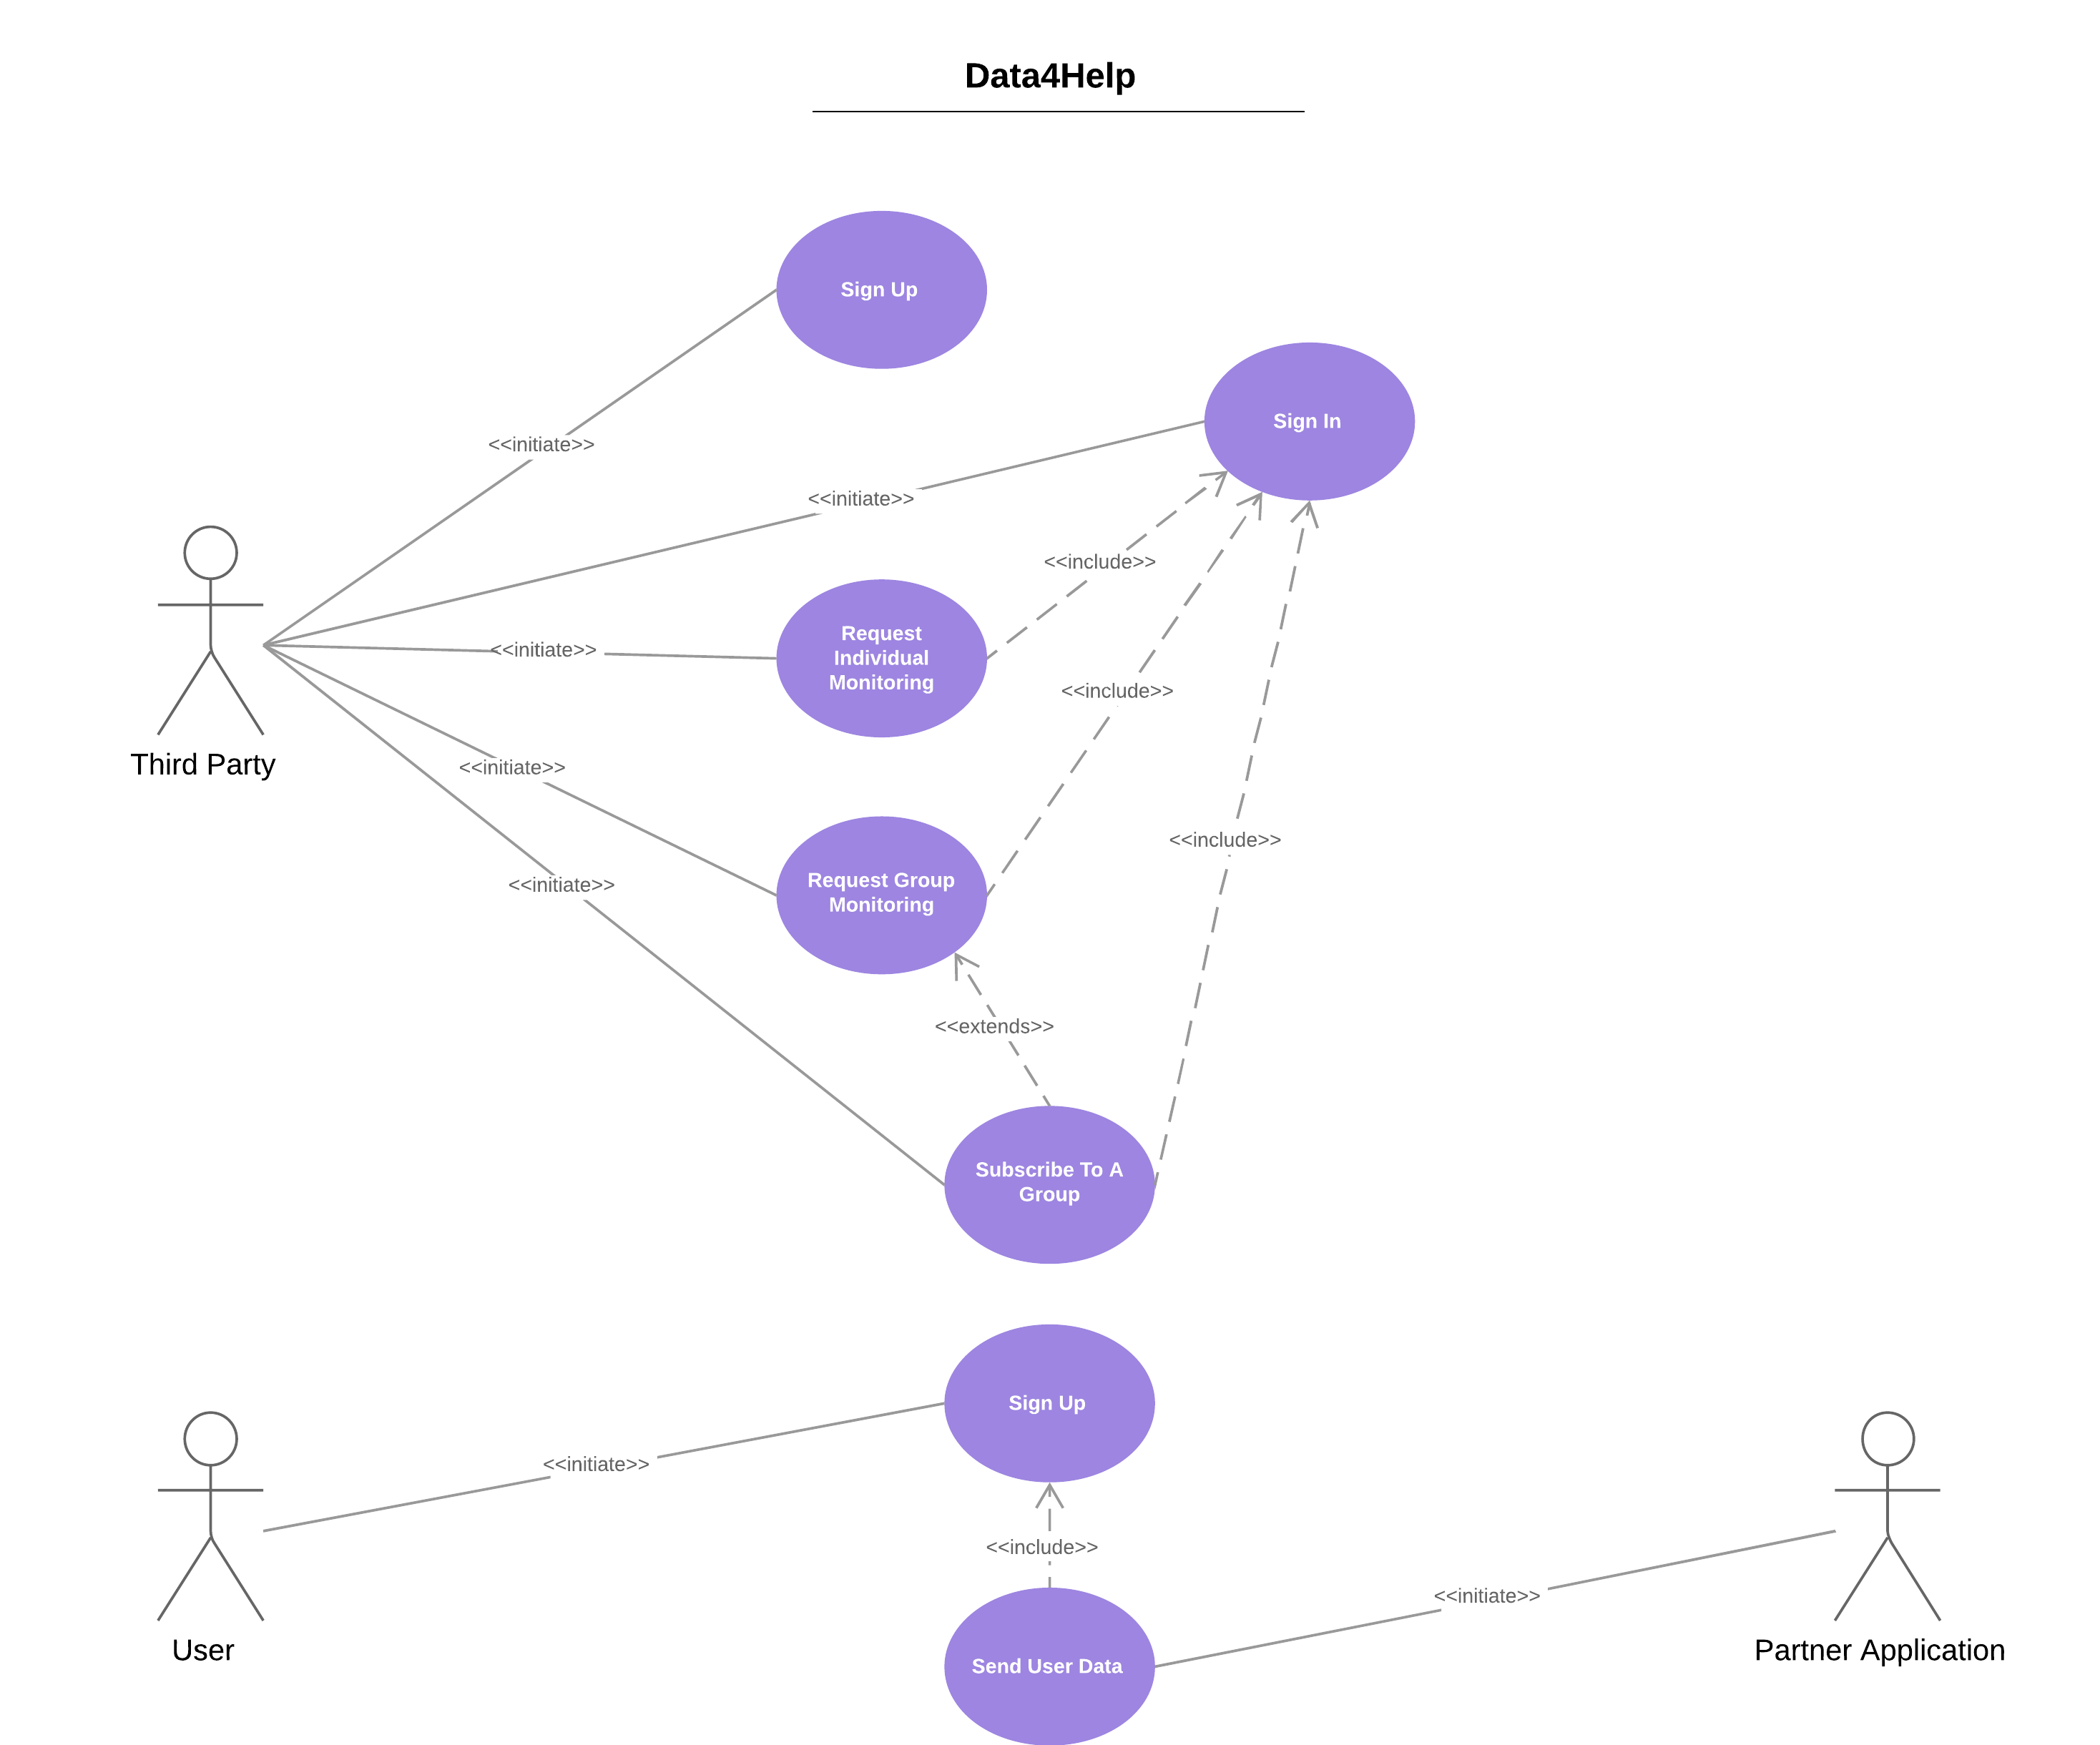 Data4Help
Sign Up
Sign In
<<initiate>>
<<initiate>>
<<include>>
Request
Individual
Monitoring
<<initiate>>
<<include>>
Third Party
<<initiate>>
<<include>>
Request Group
Monitoring
<<initiate>>
<<extends>>
Subscribe To A
Group
Sign Up
<<initiate>>
<<include>>
<<initiate>>
User
Partner Application
Send User Data